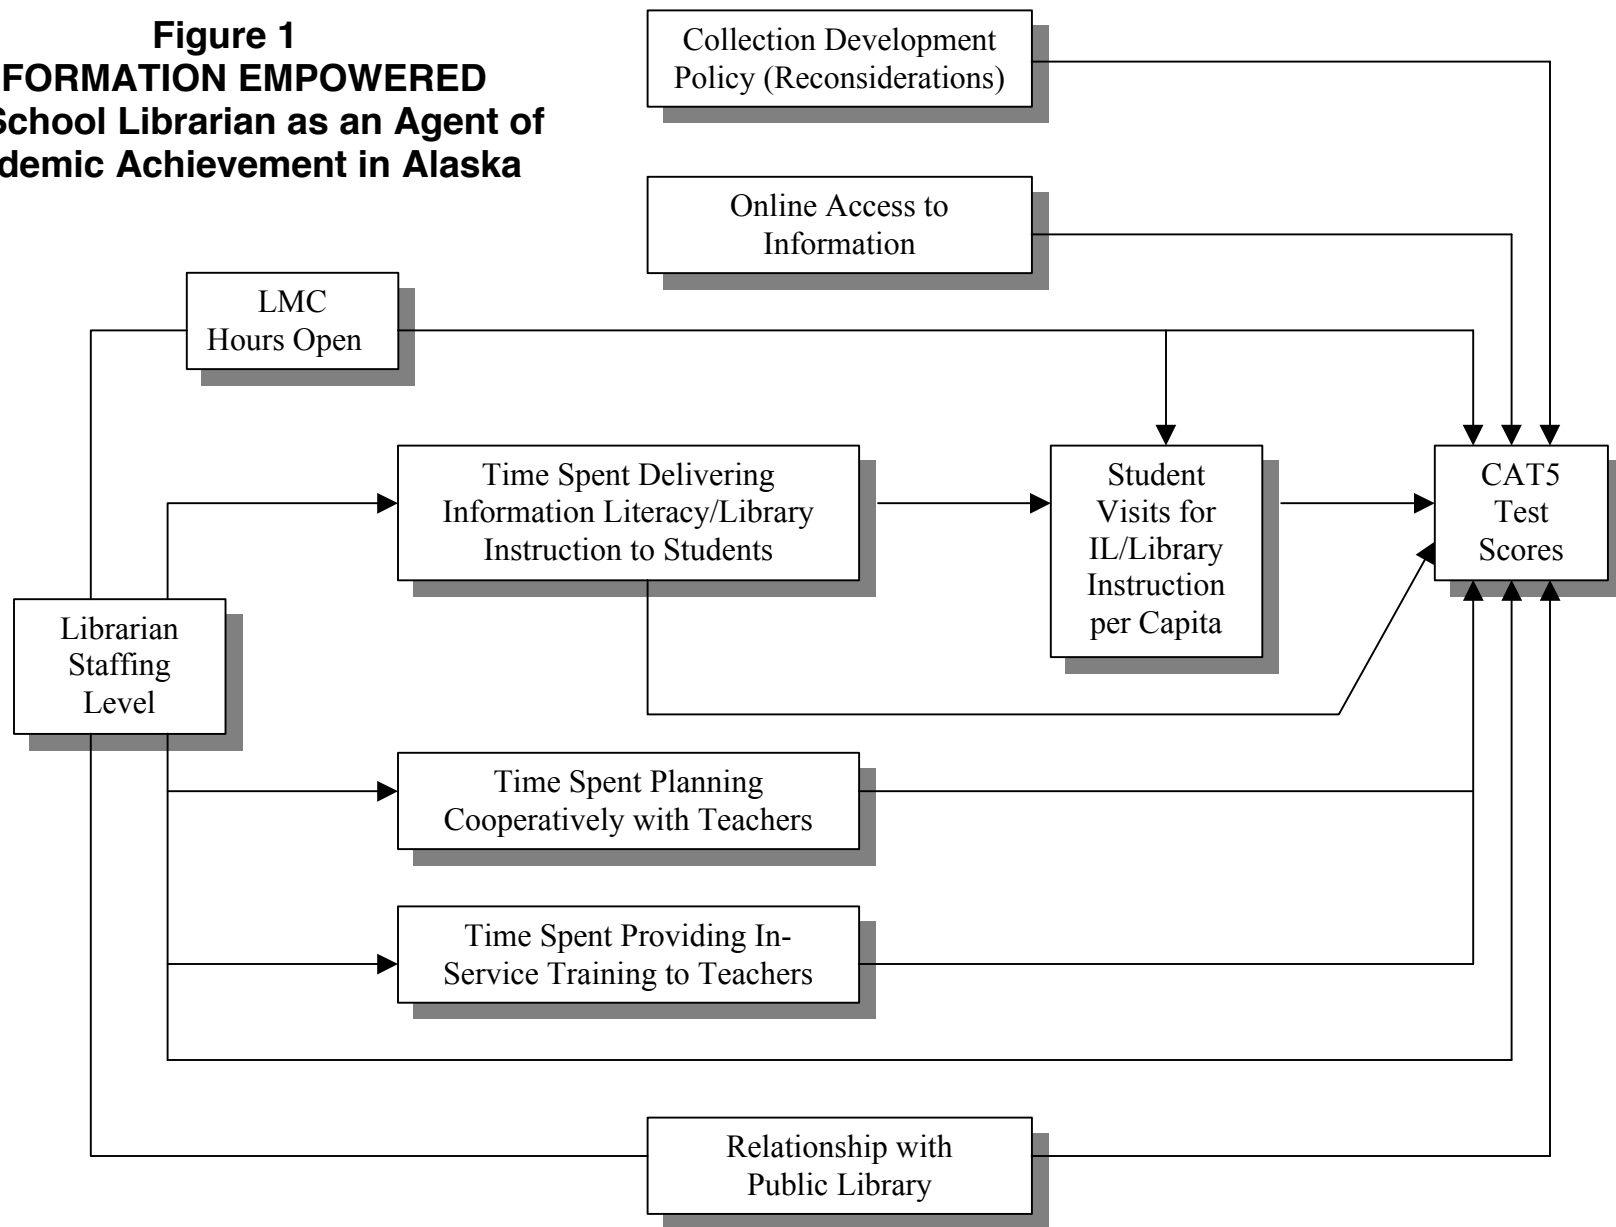 Figure 1
FORMATION EMPOWERED
School Librarian as an Agent of
demic Achievement in Alaska
Collection Development
Policy (Reconsiderations)
Online Access to
Information
LMC
Hours Open
Time Spent Delivering
Information Literacy/Library
Instruction to Students
Student
Visits for
IL/Library
Instruction
per Capita
CAT5
Test
Scores
Librarian
Staffing
Level
Time Spent Planning
Cooperatively with Teachers
Time Spent Providing In-
Service Training to Teachers
Relationship with
Public Library